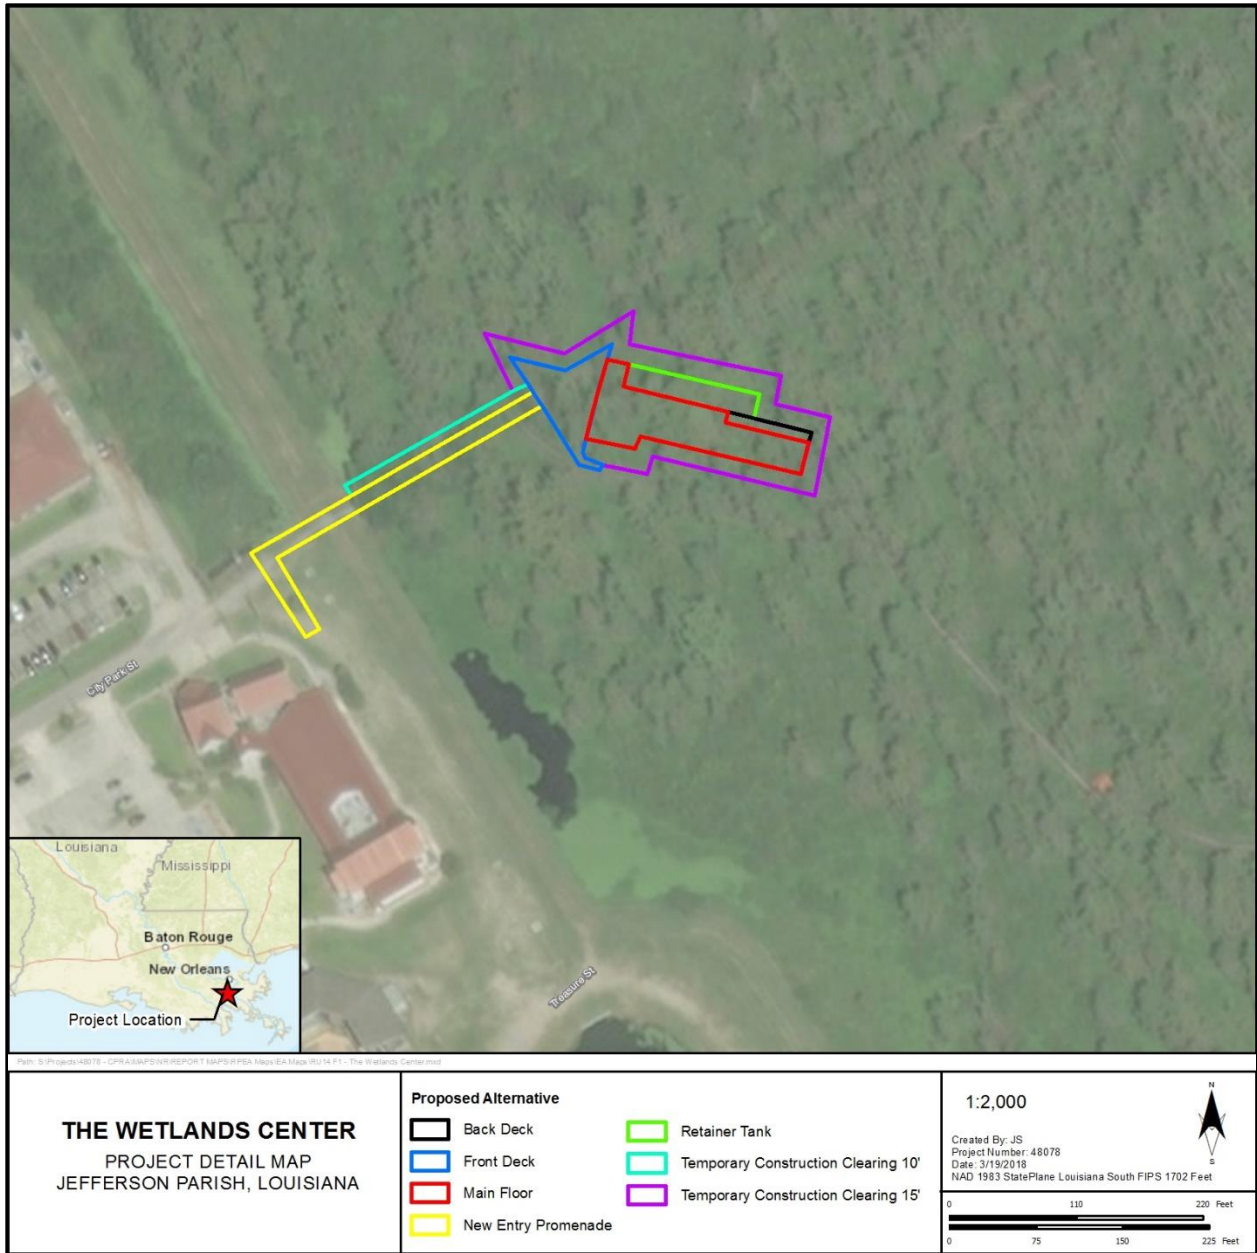 City Park St
Treasure St
Louisiana
Mississippi
Baton Rouge
New Orleans
Project Location
THE WETLANDS CENTER
PROJECT DETAIL MAP
JEFFERSON PARISH, LOUISIANA
Proposed Alternative
Back Deck
Front Deck
Main Floor
New Entry Promenade
Retainer Tank
Temporary Construction Clearing 10'
Temporary Construction Clearing 15'
1:2,000
N
S
Created By: JS
Project Number: 48078
Date: 3/19/2018
NAD 1983 StatePlane Louisiana South FIPS 1702 Feet
0 110 220 Feet
0 75 150 225 Feet